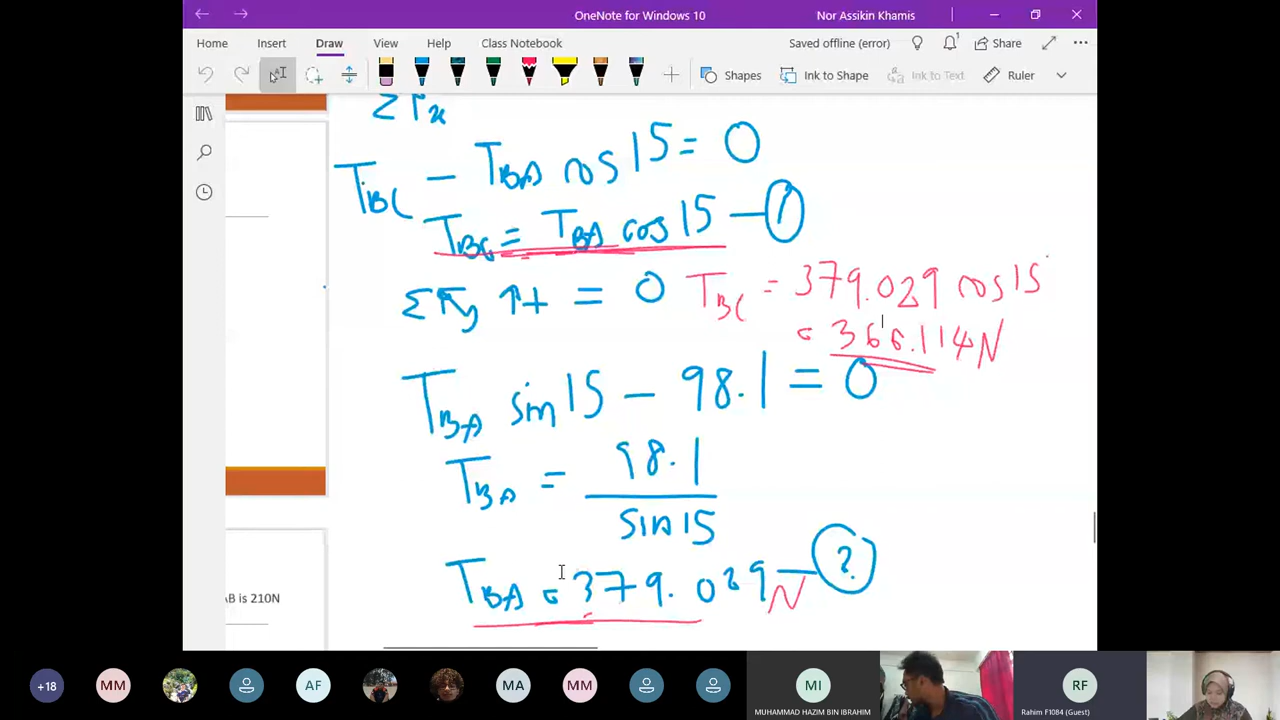 OneNote for Windows 10
Nor Assikin Khamis
Home Insert Draw View Help Class Notebook
Saved offline (error)
Share
Shapes
Ink to Shape
Ink to Text
Ruler
ΣFx
TBC - TBA cos 15 = 0
TBC = TBA cos 15 — 1
ΣFy ↑+ = 0
TBC = 379.029 cos 15°
= 366.114 N
TBA sin 15 - 98.1 = 0
TBA = 98.1
sin 15
TBA = 379.029 N — 2
AB is 210N
+18
MM
AF
MA
MM
MI
MUHAMMAD HAZIM BIN IBRAHIM
RF
Rahim F1084 (Guest)